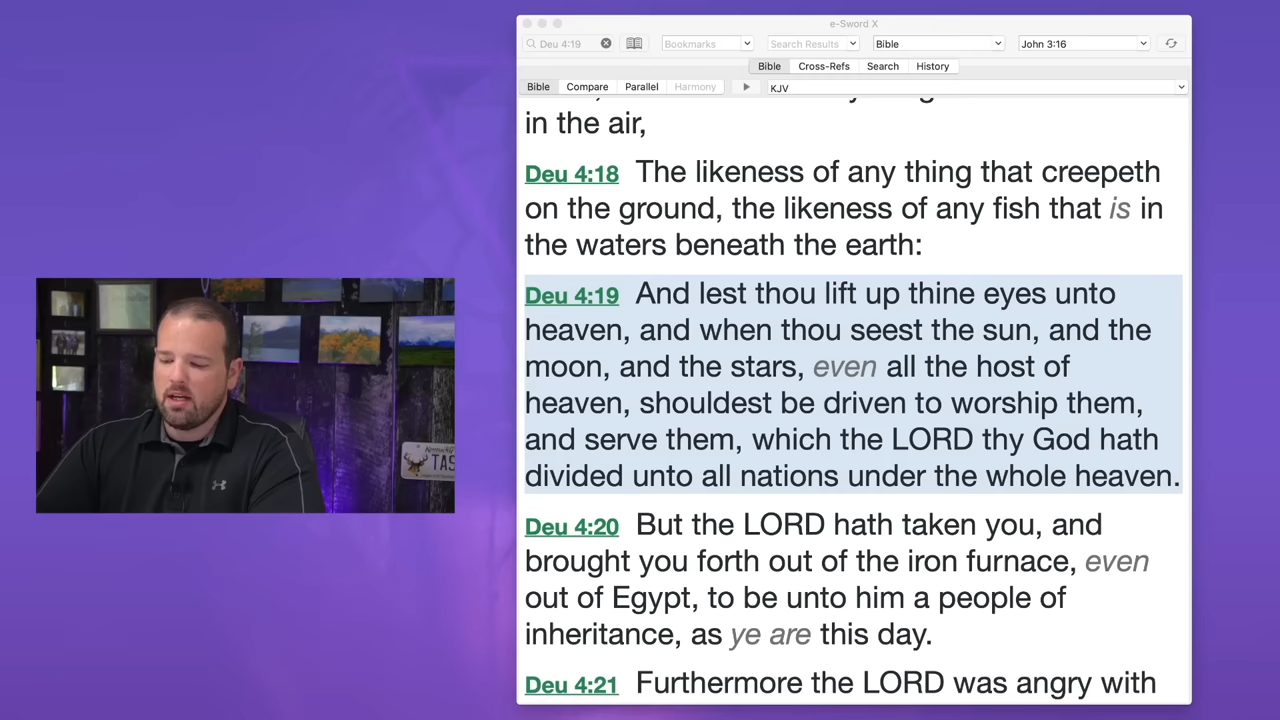 e-Sword X
Deu 4:19
Bookmarks
Search Results
Bible
John 3:16
Bible Cross-Refs Search History
Bible Compare Parallel Harmony
KJV
in the air,
Deu 4:18 The likeness of any thing that creepeth
on the ground, the likeness of any fish that is in
the waters beneath the earth:
Deu 4:19 And lest thou lift up thine eyes unto
heaven, and when thou seest the sun, and the
moon, and the stars, even all the host of
heaven, shouldest be driven to worship them,
and serve them, which the LORD thy God hath
divided unto all nations under the whole heaven.
Deu 4:20 But the LORD hath taken you, and
brought you forth out of the iron furnace, even
out of Egypt, to be unto him a people of
inheritance, as ye are this day.
Deu 4:21 Furthermore the LORD was angry with
Kentucky
TAS